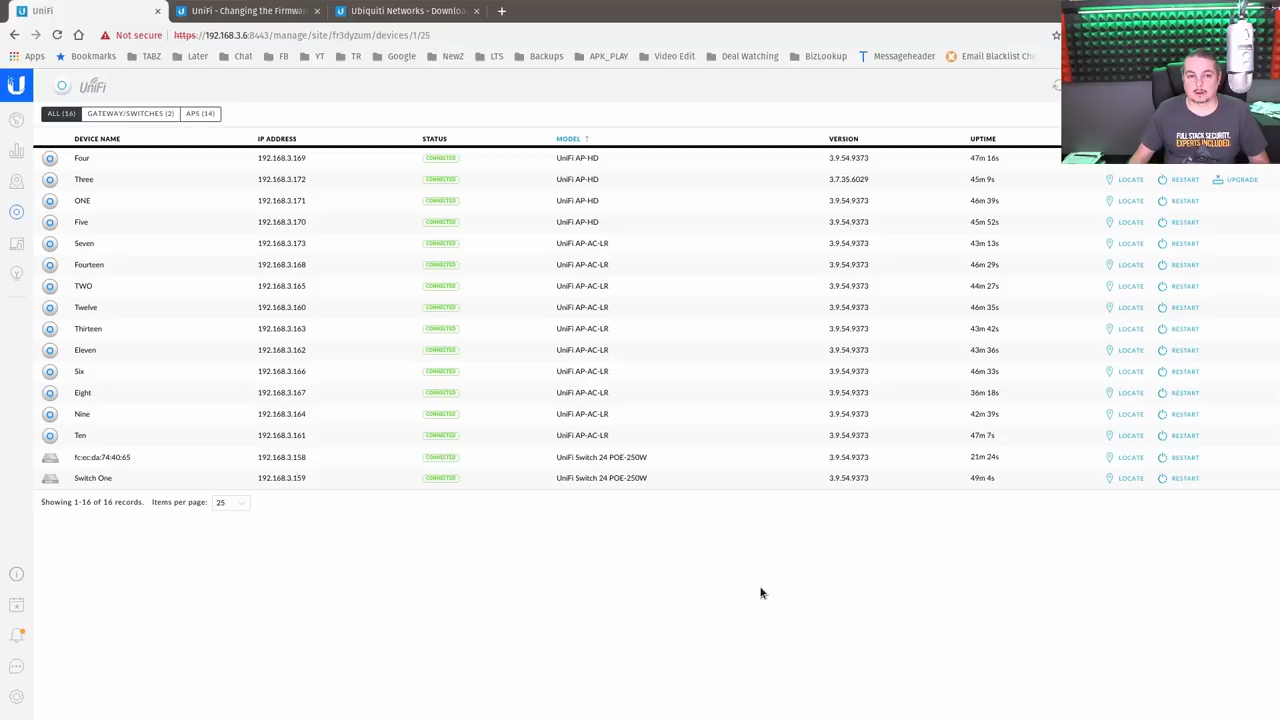 UniFi
UniFi - Changing the Firmwar
Ubiquiti Networks - Downloa
Not secure https://192.168.3.6:8443/manage/site/fr3dyzum/devices/1/25
Apps Bookmarks TABZ Later Chat FB YT TR Google NewZ LTS Backups APK_PLAY Video Edit Deal Watching BizLookup Messageheader Email Blacklist Che
UniFi
ALL (16) GATEWAY/SWITCHES (2) APS (14)
DEVICE NAME IP ADDRESS STATUS MODEL ↑ VERSION UPTIME
Four 192.168.3.169 CONNECTED UniFi AP-HD 3.9.54.9373 47m 16s
Three 192.168.3.172 CONNECTED UniFi AP-HD 3.7.35.6029 45m 9s LOCATE RESTART UPGRADE
ONE 192.168.3.171 CONNECTED UniFi AP-HD 3.9.54.9373 46m 39s LOCATE RESTART
Five 192.168.3.170 CONNECTED UniFi AP-HD 3.9.54.9373 45m 52s LOCATE RESTART
Seven 192.168.3.173 CONNECTED UniFi AP-AC-LR 3.9.54.9373 43m 13s LOCATE RESTART
Fourteen 192.168.3.168 CONNECTED UniFi AP-AC-LR 3.9.54.9373 46m 29s LOCATE RESTART
TWO 192.168.3.165 CONNECTED UniFi AP-AC-LR 3.9.54.9373 44m 27s LOCATE RESTART
Twelve 192.168.3.160 CONNECTED UniFi AP-AC-LR 3.9.54.9373 46m 35s LOCATE RESTART
Thirteen 192.168.3.163 CONNECTED UniFi AP-AC-LR 3.9.54.9373 43m 42s LOCATE RESTART
Eleven 192.168.3.162 CONNECTED UniFi AP-AC-LR 3.9.54.9373 43m 36s LOCATE RESTART
Six 192.168.3.166 CONNECTED UniFi AP-AC-LR 3.9.54.9373 46m 33s LOCATE RESTART
Eight 192.168.3.167 CONNECTED UniFi AP-AC-LR 3.9.54.9373 36m 18s LOCATE RESTART
Nine 192.168.3.164 CONNECTED UniFi AP-AC-LR 3.9.54.9373 42m 39s LOCATE RESTART
Ten 192.168.3.161 CONNECTED UniFi AP-AC-LR 3.9.54.9373 47m 7s LOCATE RESTART
fc:ec:da:74:40:65 192.168.3.158 CONNECTED UniFi Switch 24 POE-250W 3.9.54.9373 21m 24s LOCATE RESTART
Switch One 192.168.3.159 CONNECTED UniFi Switch 24 POE-250W 3.9.54.9373 49m 4s LOCATE RESTART
Showing 1-16 of 16 records. Items per page: 25
FULL STACK SECURITY.
EXPERTS INCLUDED.